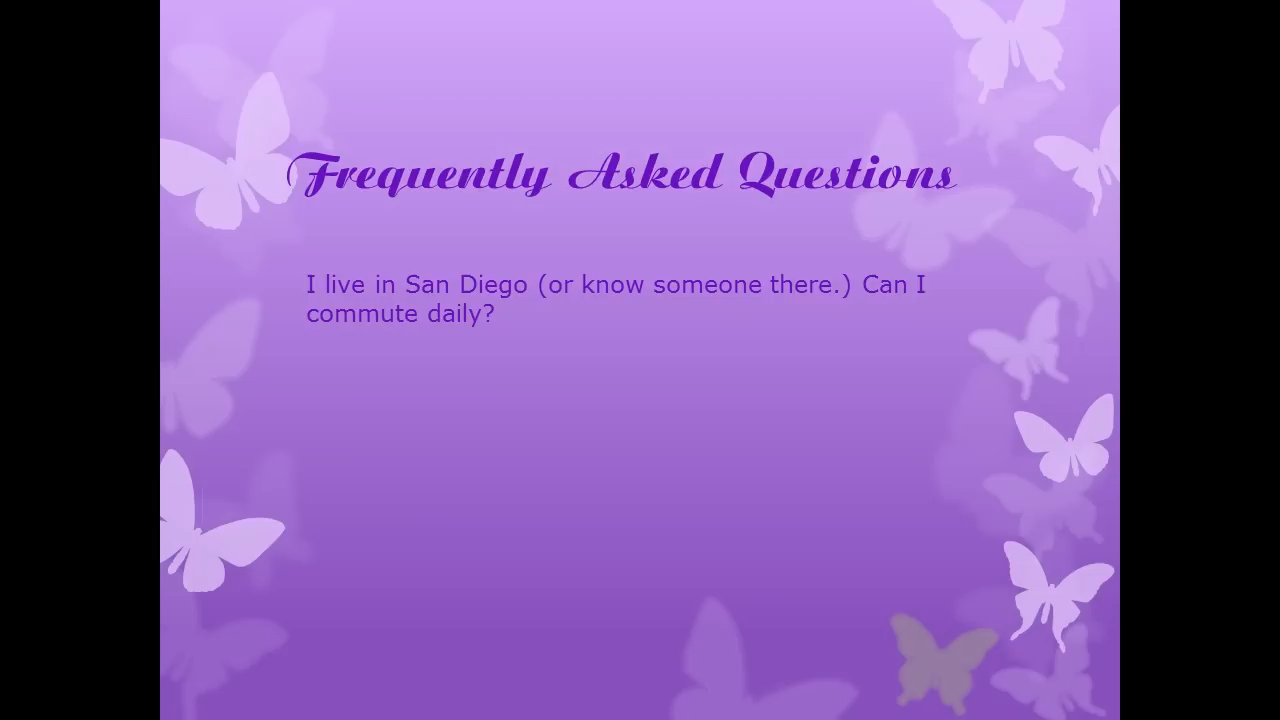 Frequently Asked Questions
I live in San Diego (or know someone there.) Can I
commute daily?